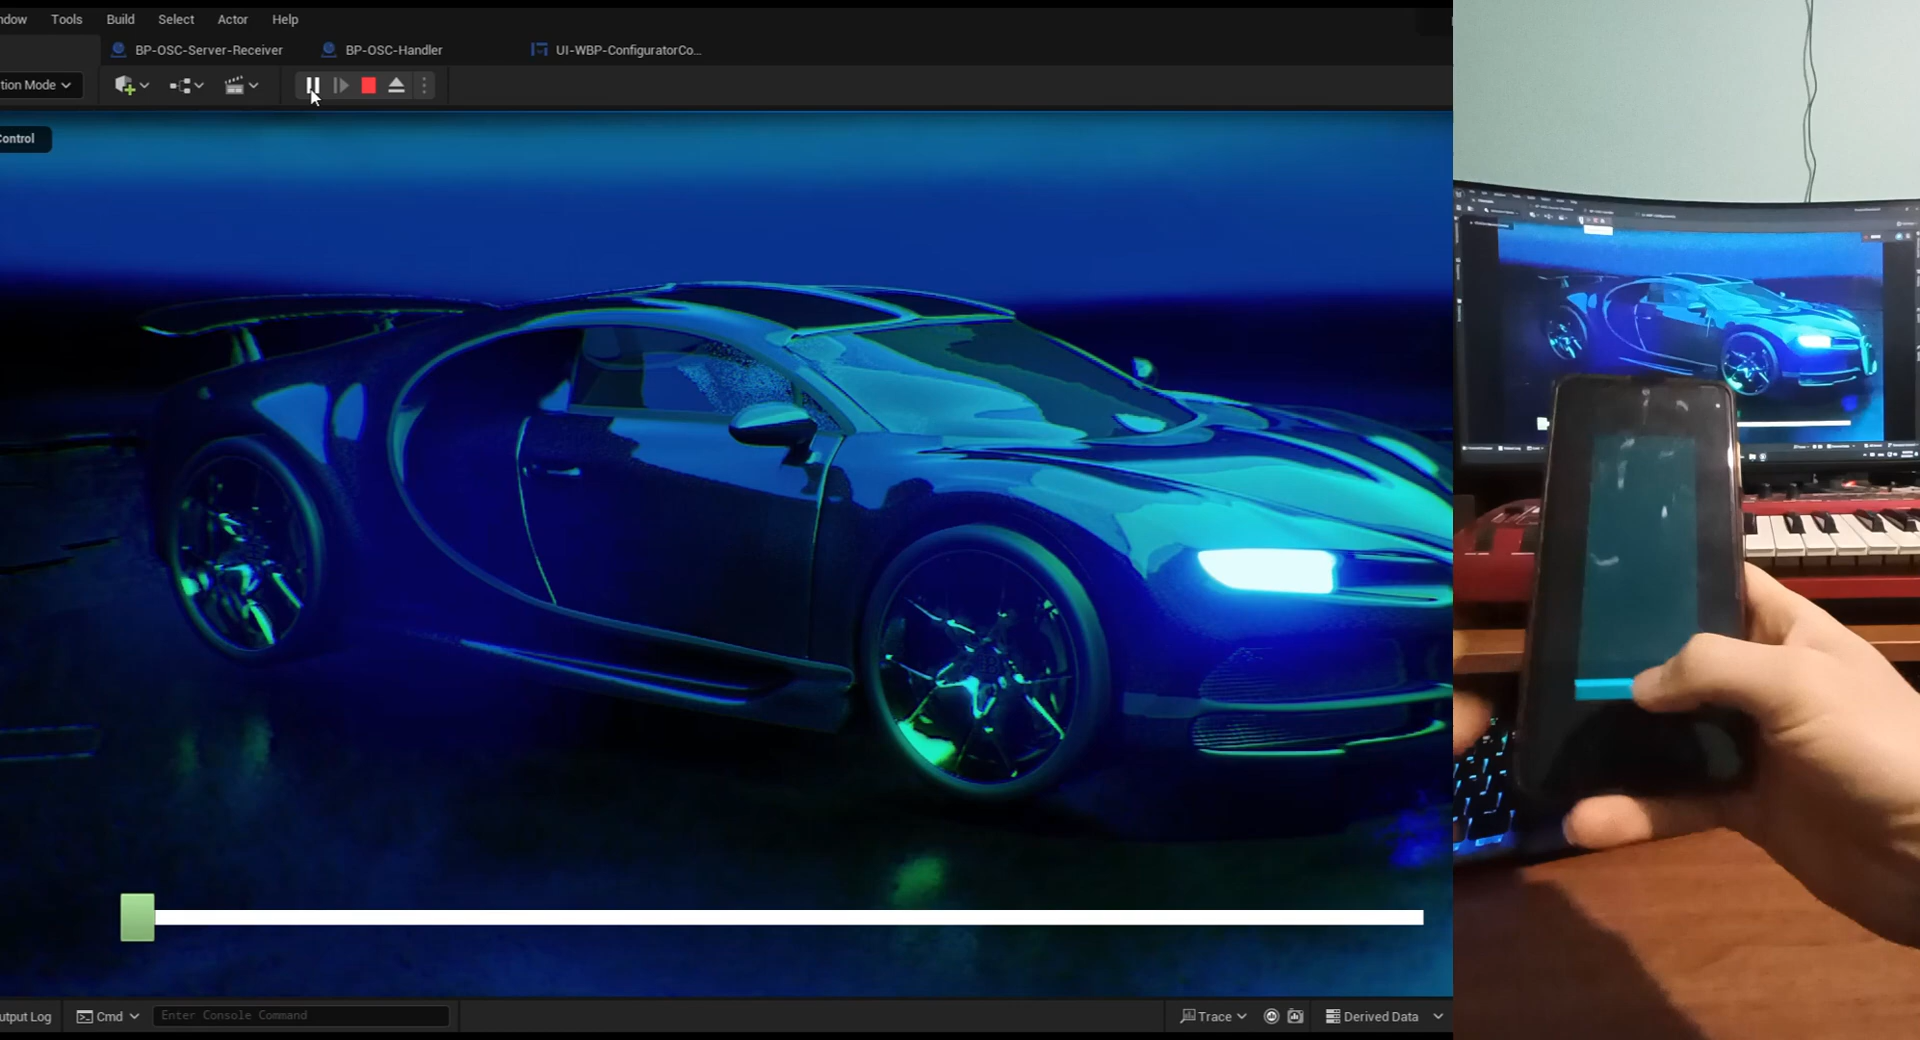 ndow Tools Build Select Actor Help
BP-OSC-Server-Receiver BP-OSC-Handler UI-WBP-ConfiguratorCo...
tion Mode
Control
utput Log Cmd Enter Console Command Trace Derived Data